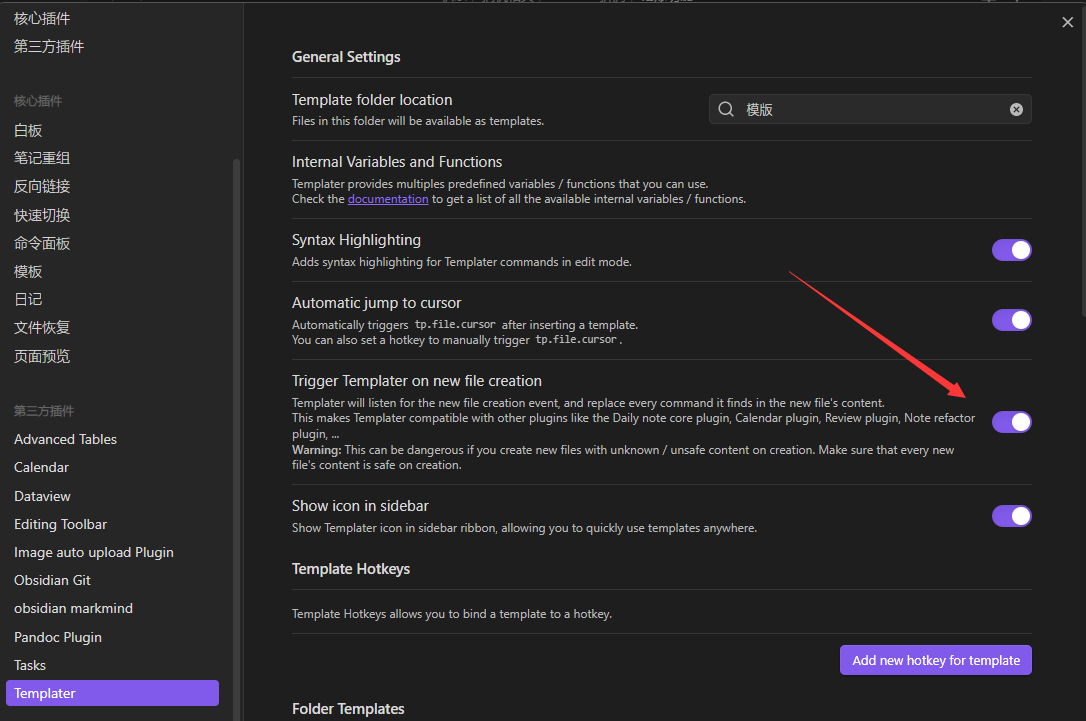 核心插件
第三方插件
核心插件
白板
笔记重组
反向链接
快速切换
命令面板
模板
日记
文件恢复
页面预览
第三方插件
Advanced Tables
Calendar
Dataview
Editing Toolbar
Image auto upload Plugin
Obsidian Git
obsidian markmind
Pandoc Plugin
Tasks
Templater
General Settings
Template folder location
Files in this folder will be available as templates.
模版
Internal Variables and Functions
Templater provides multiples predefined variables / functions that you can use.
Check the documentation to get a list of all the available internal variables / functions.
Syntax Highlighting
Adds syntax highlighting for Templater commands in edit mode.
Automatic jump to cursor
Automatically triggers tp.file.cursor after inserting a template.
You can also set a hotkey to manually trigger tp.file.cursor.
Trigger Templater on new file creation
Templater will listen for the new file creation event, and replace every command it finds in the new file's content.
This makes Templater compatible with other plugins like the Daily note core plugin, Calendar plugin, Review plugin, Note refactor
plugin, ...
Warning: This can be dangerous if you create new files with unknown / unsafe content on creation. Make sure that every new
file's content is safe on creation.
Show icon in sidebar
Show Templater icon in sidebar ribbon, allowing you to quickly use templates anywhere.
Template Hotkeys
Template Hotkeys allows you to bind a template to a hotkey.
Add new hotkey for template
Folder Templates